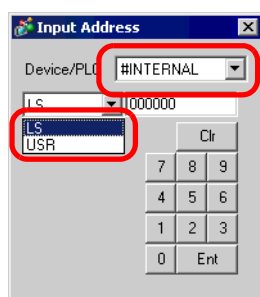 Input Address
Device/PLC #INTERNAL
LS 000000
LS
USR
Clr
7 8 9
4 5 6
1 2 3
0 Ent